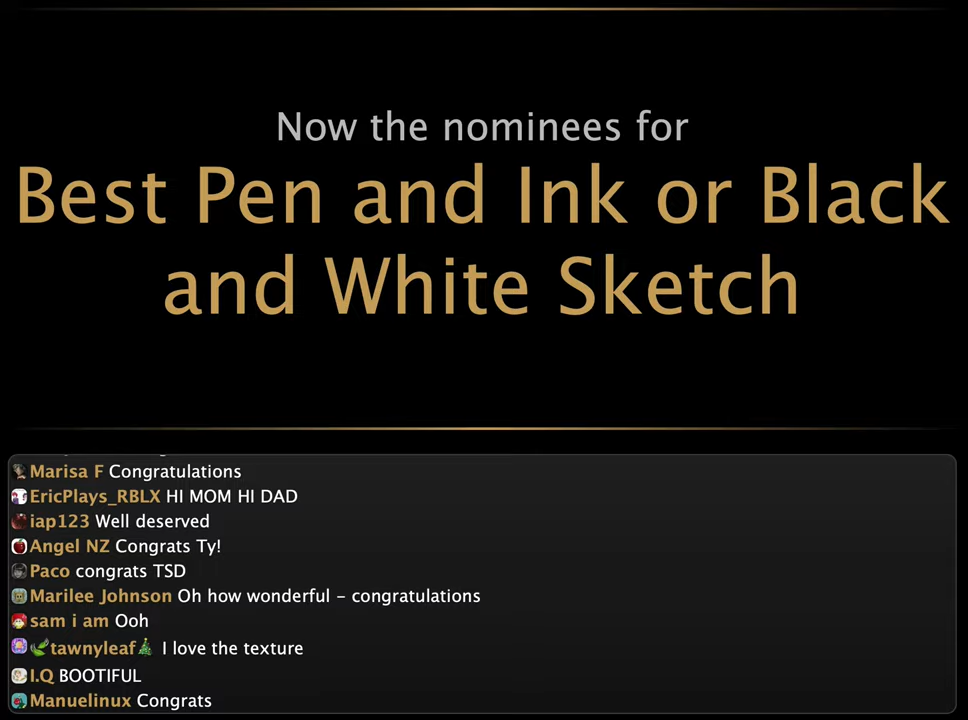 Now the nominees for
Best Pen and Ink or Black
and White Sketch
Marisa F Congratulations
EricPlays_RBLX HI MOM HI DAD
iap123 Well deserved
Angel NZ Congrats Ty!
Paco congrats TSD
Marilee Johnson Oh how wonderful - congratulations
sam i am Ooh
🌿tawnyleaf🎄 I love the texture
I.Q BOOTIFUL
Manuelinux Congrats